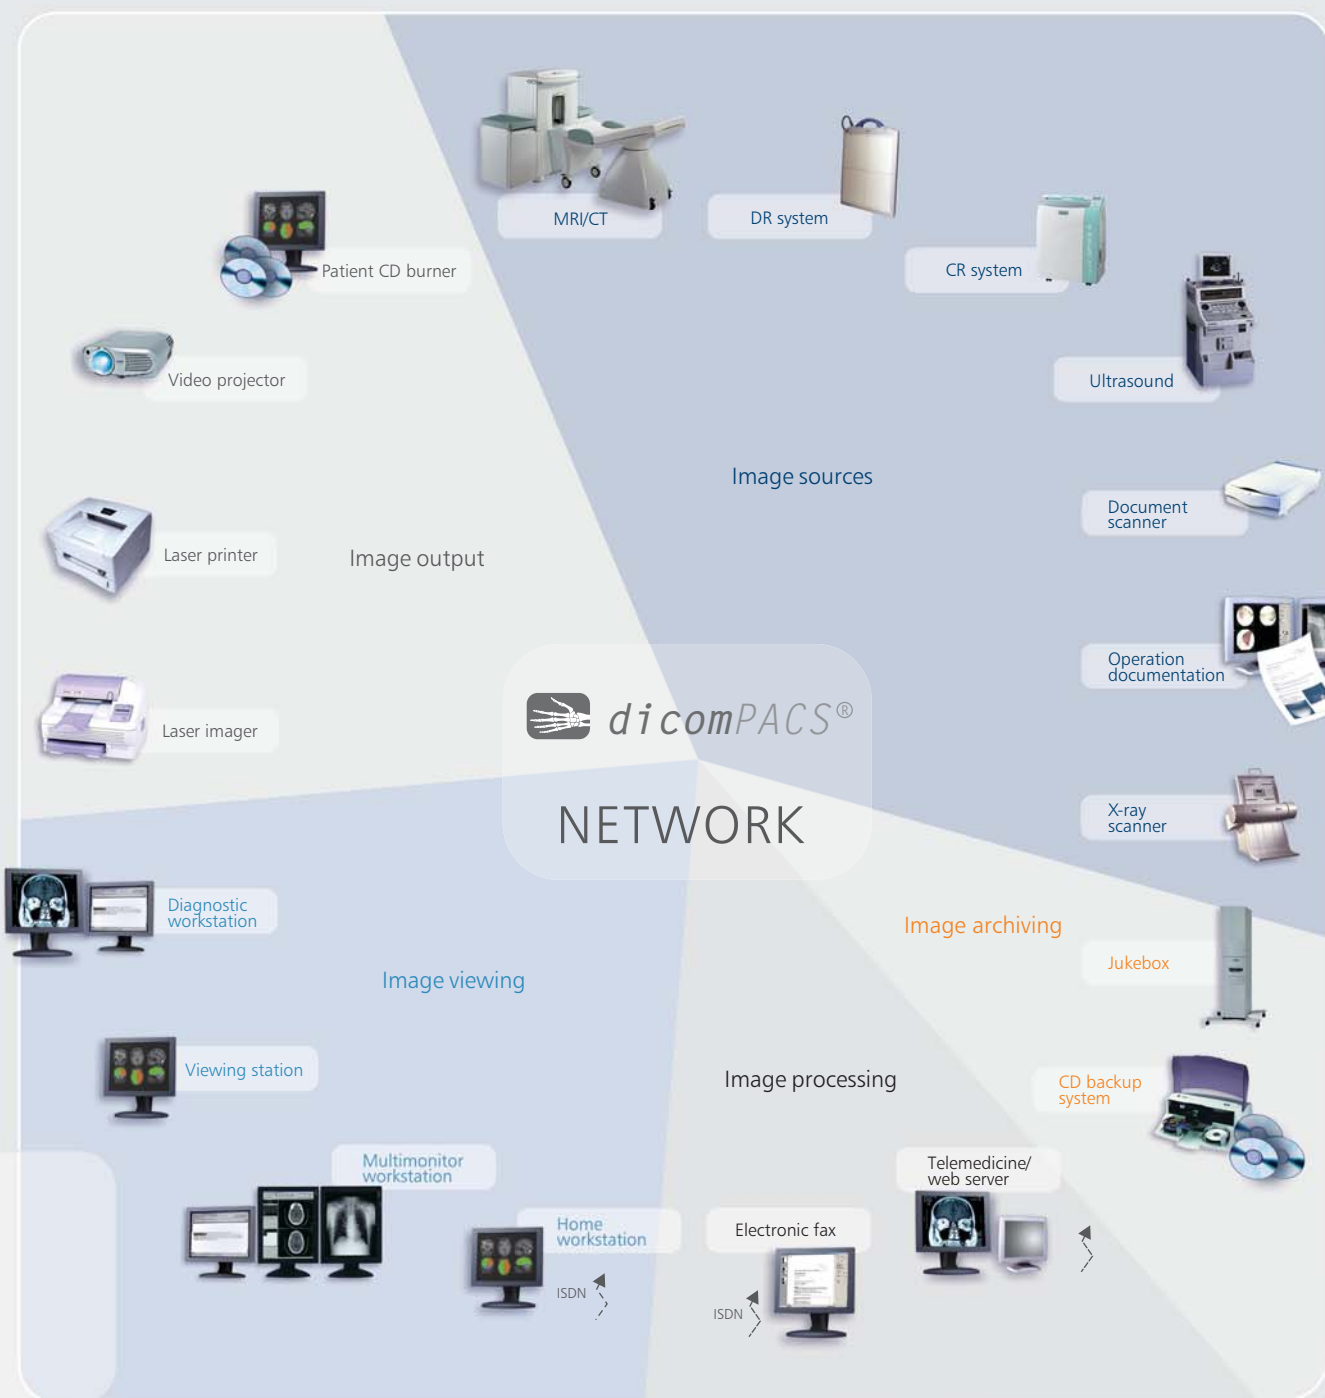 MRI/CT
DR system
CR system
Patient CD burner
Video projector
Ultrasound
Image sources
Document
scanner
Laser printer
Image output
Operation
documentation
Laser imager
dicomPACS®
NETWORK
X-ray
scanner
Diagnostic
workstation
Image archiving
Jukebox
Image viewing
Viewing station
Image processing
CD backup
system
Multimonitor
workstation
Telemedicine/
web server
Home
workstation
Electronic fax
ISDN
ISDN